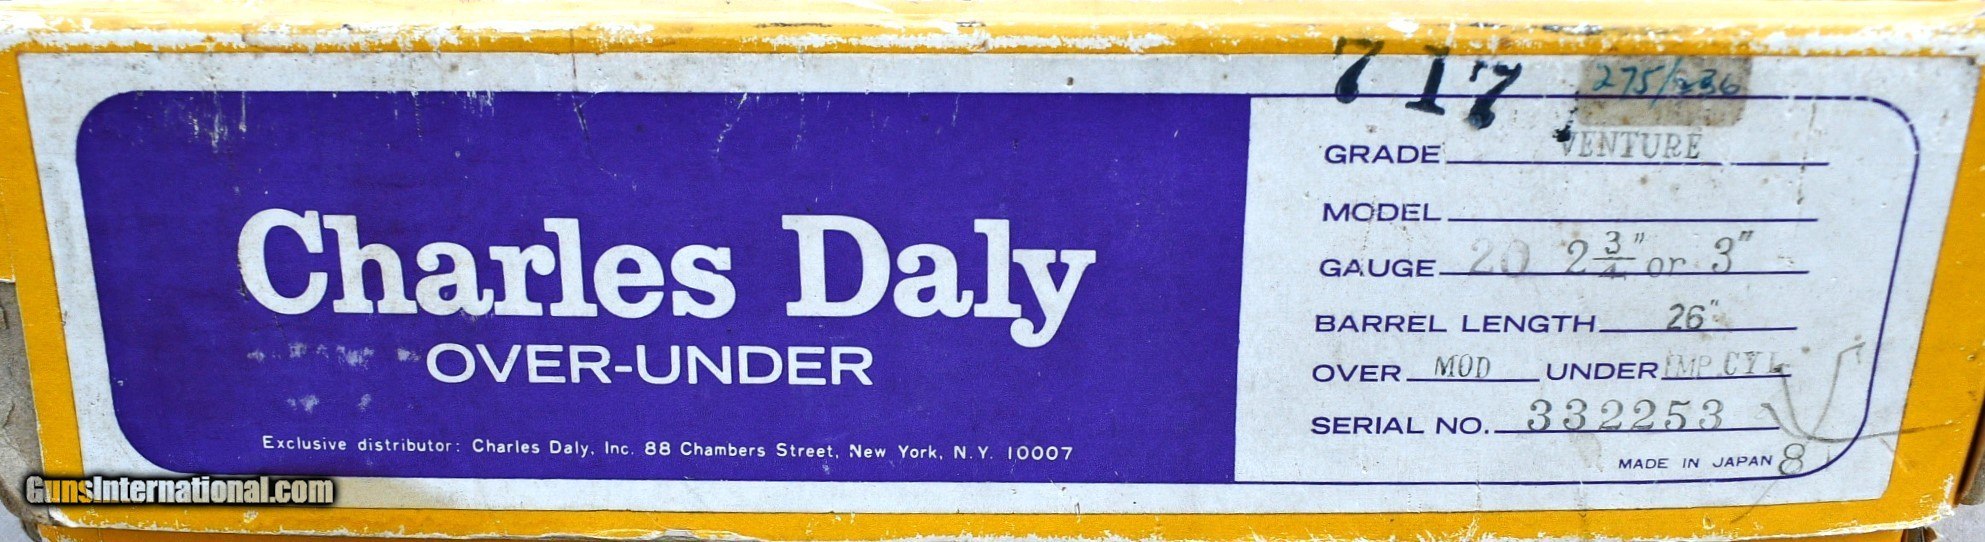 717
Charles Daly
OVER-UNDER
Exclusive distributor: Charles Daly, Inc. 88 Chambers Street, New York, N.Y. 10007
GRADE VENTURE
MODEL
GAUGE 20 2 3/4" or 3"
BARREL LENGTH 26"
OVER MOD UNDER IMP.CYL
SERIAL NO. 332253
MADE IN JAPAN 8
GunsInternational.com